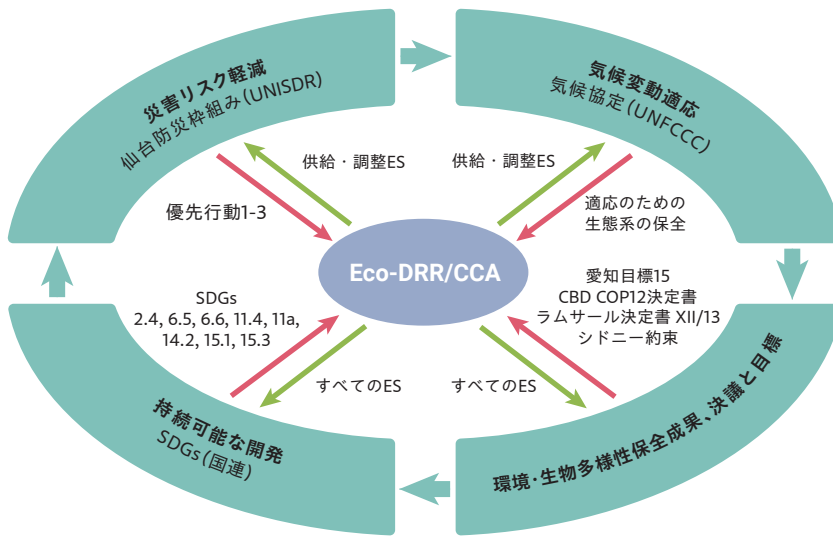 災害リスク軽減
仙台防災枠組み(UNISDR)
気候変動適応
気候協定(UNFCCC)
供給・調整ES
供給・調整ES
優先行動1-3
適応のための
生態系の保全
Eco-DRR/CCA
SDGs
2.4, 6.5, 6.6, 11.4, 11a,
14.2, 15.1, 15.3
愛知目標15
CBD COP12決定書
ラムサール決定書 XII/13
シドニー約束
すべてのES
すべてのES
持続可能な開発
SDGs(国連)
環境・生物多様性保全成果、決議と目標